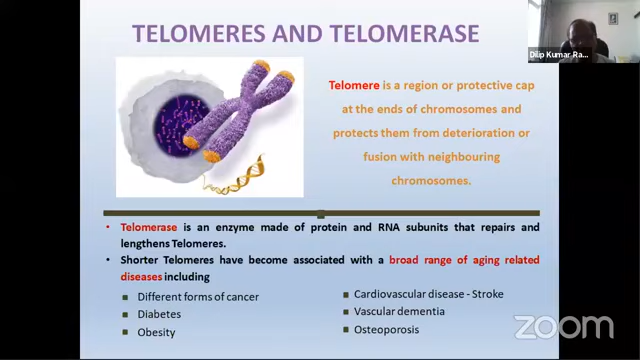 TELOMERES AND TELOMERASE
Dilip Kumar Ra...
Telomere is a region or protective cap
at the ends of chromosomes and
protects them from deterioration or
fusion with neighbouring
chromosomes.
• Telomerase is an enzyme made of protein and RNA subunits that repairs and
lengthens Telomeres.
• Shorter Telomeres have become associated with a broad range of aging related
diseases including
Different forms of cancer
Diabetes
Obesity
Cardiovascular disease - Stroke
Vascular dementia
Osteoporosis
zoom